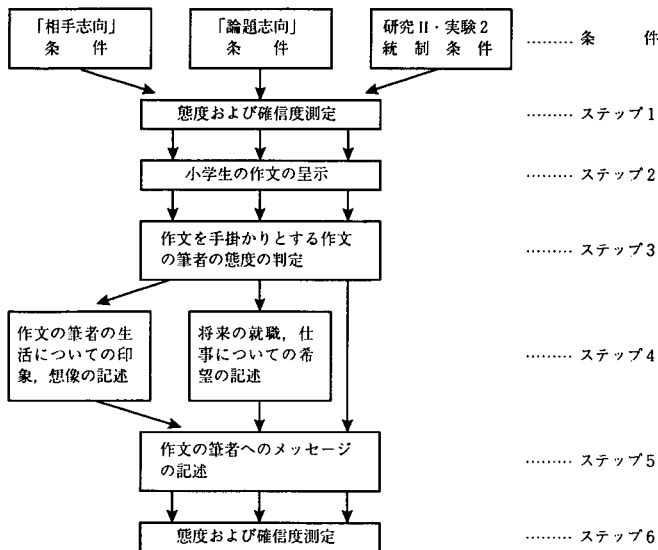 「相手志向」
条　件
「論題志向」
条　件
研究Ⅱ・実験2
統制条件
……… 条　　件
態度および確信度測定
……… ステップ1
小学生の作文の呈示
……… ステップ2
作文を手掛かりとする作文
の筆者の態度の判定
……… ステップ3
作文の筆者の生
活についての印
象，想像の記述
将来の就職，仕
事についての希
望の記述
……… ステップ4
作文の筆者へのメッセージ
の記述
……… ステップ5
態度および確信度測定
……… ステップ6